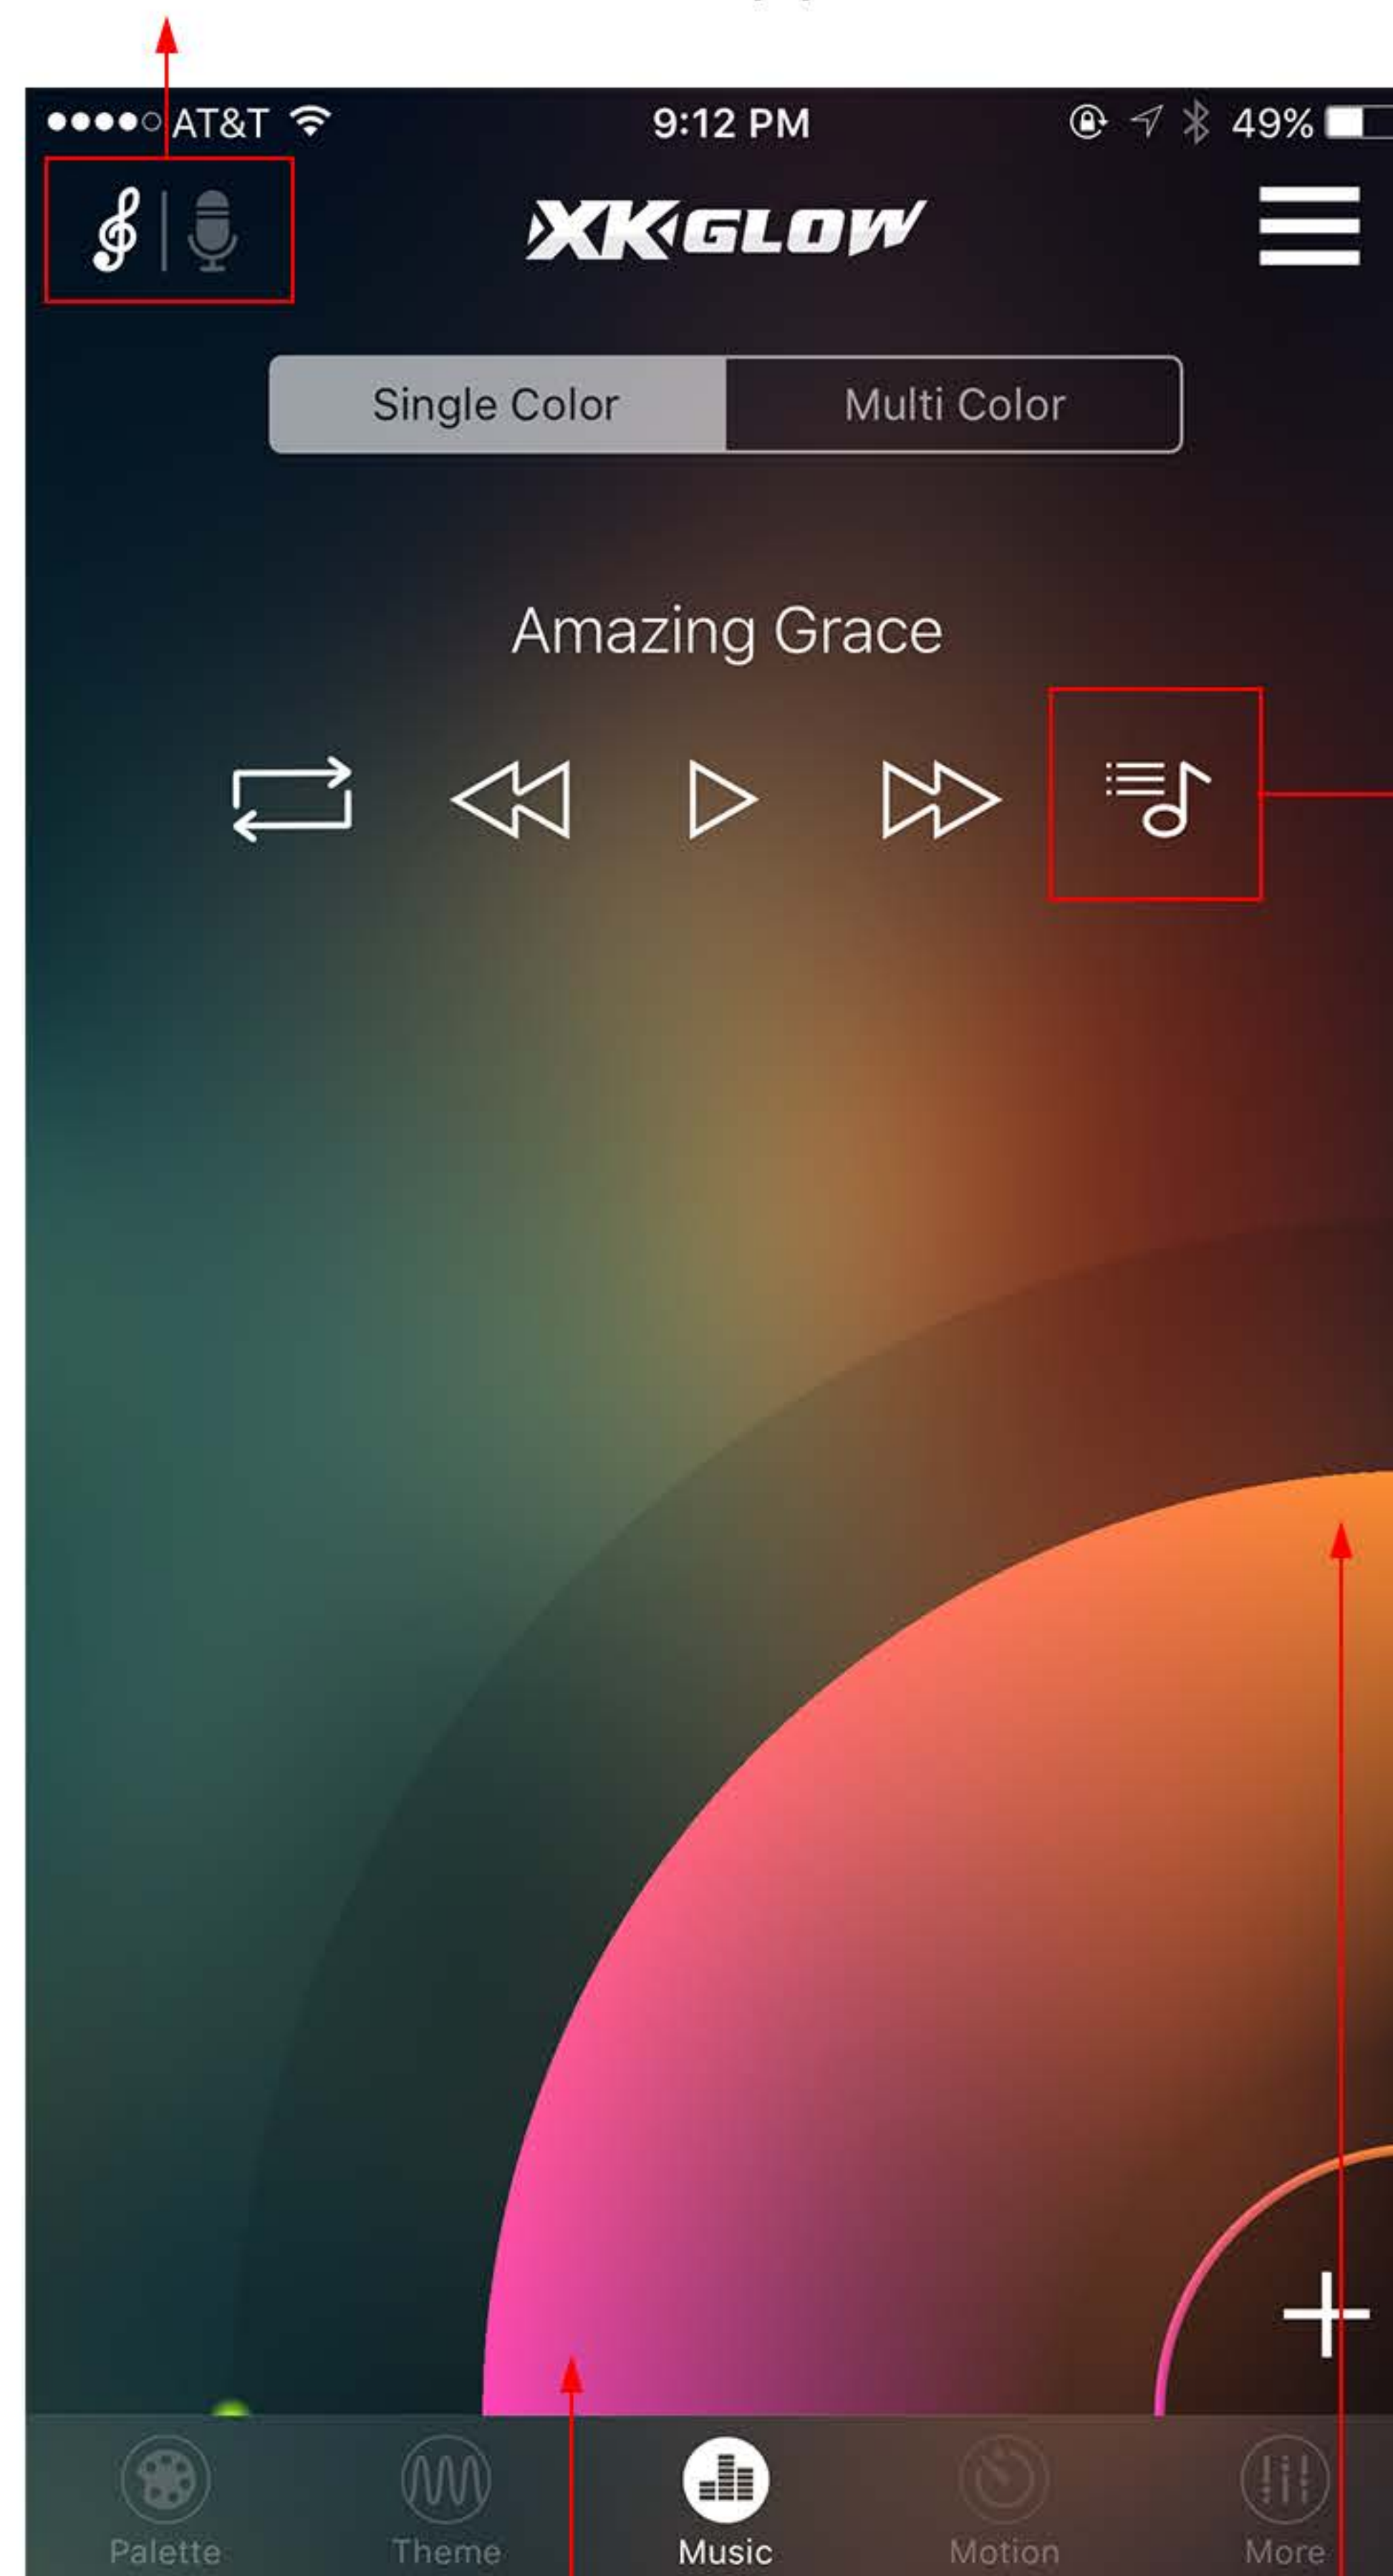 AT&T 9:12 PM 49%
XKGLOW
Single Color Multi Color
Amazing Grace
Palette Theme Music Motion More